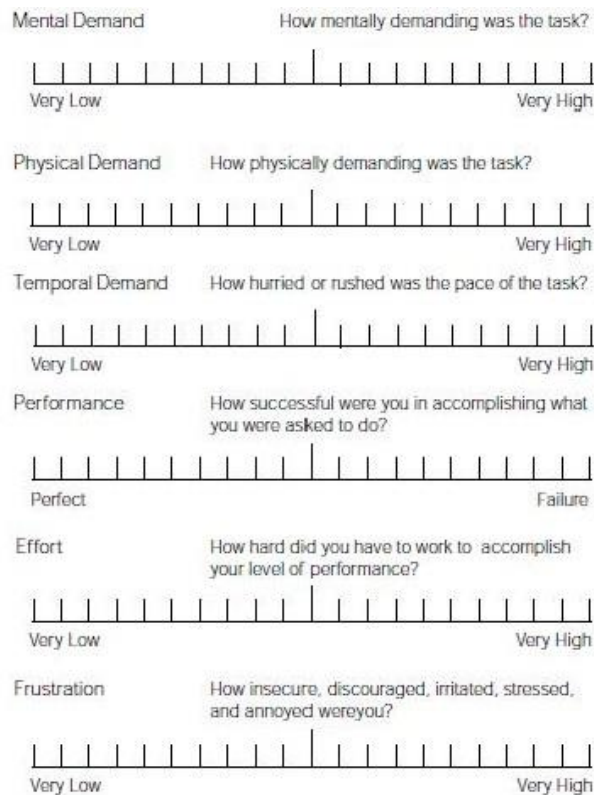 Mental Demand How mentally demanding was the task?
Very Low Very High
Physical Demand How physically demanding was the task?
Very Low Very High
Temporal Demand How hurried or rushed was the pace of the task?
Very Low Very High
Performance How successful were you in accomplishing what
you were asked to do?
Perfect Failure
Effort How hard did you have to work to accomplish
your level of performance?
Very Low Very High
Frustration How insecure, discouraged, irritated, stressed,
and annoyed wereyou?
Very Low Very High